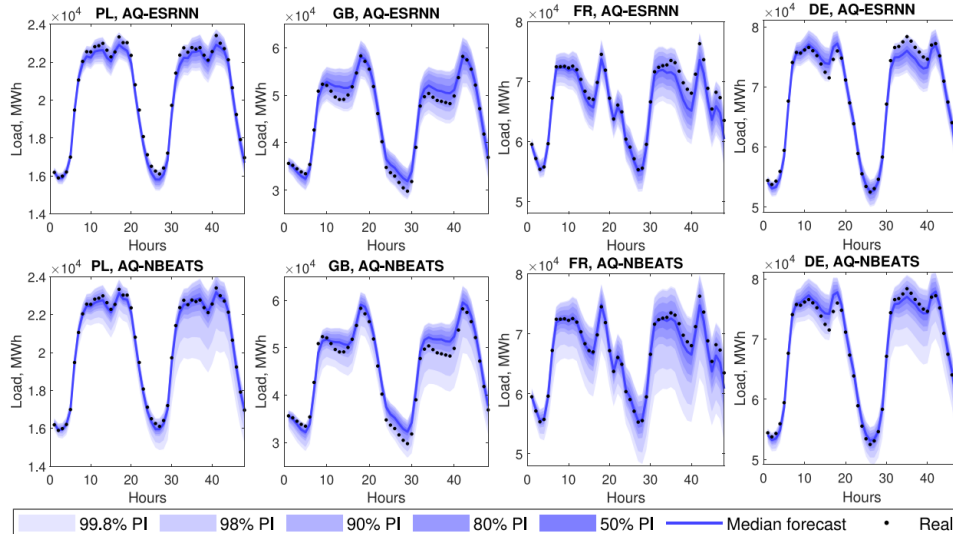 PL, AQ-ESRNN
×10⁴
2.4
2.2
2
1.8
1.6
1.4
Load, MWh
0 10 20 30 40
Hours
GB, AQ-ESRNN
×10⁴
6
5
4
3
Load, MWh
0 10 20 30 40
Hours
FR, AQ-ESRNN
×10⁴
8
7
6
5
Load, MWh
0 10 20 30 40
Hours
DE, AQ-ESRNN
×10⁴
8
7
6
5
Load, MWh
0 10 20 30 40
Hours
PL, AQ-NBEATS
×10⁴
2.4
2.2
2
1.8
1.6
1.4
Load, MWh
0 10 20 30 40
Hours
GB, AQ-NBEATS
×10⁴
6
5
4
3
Load, MWh
0 10 20 30 40
Hours
FR, AQ-NBEATS
×10⁴
8
7
6
5
Load, MWh
0 10 20 30 40
Hours
DE, AQ-NBEATS
×10⁴
8
7
6
5
Load, MWh
0 10 20 30 40
Hours
99.8% PI 98% PI 90% PI 80% PI 50% PI Median forecast Real